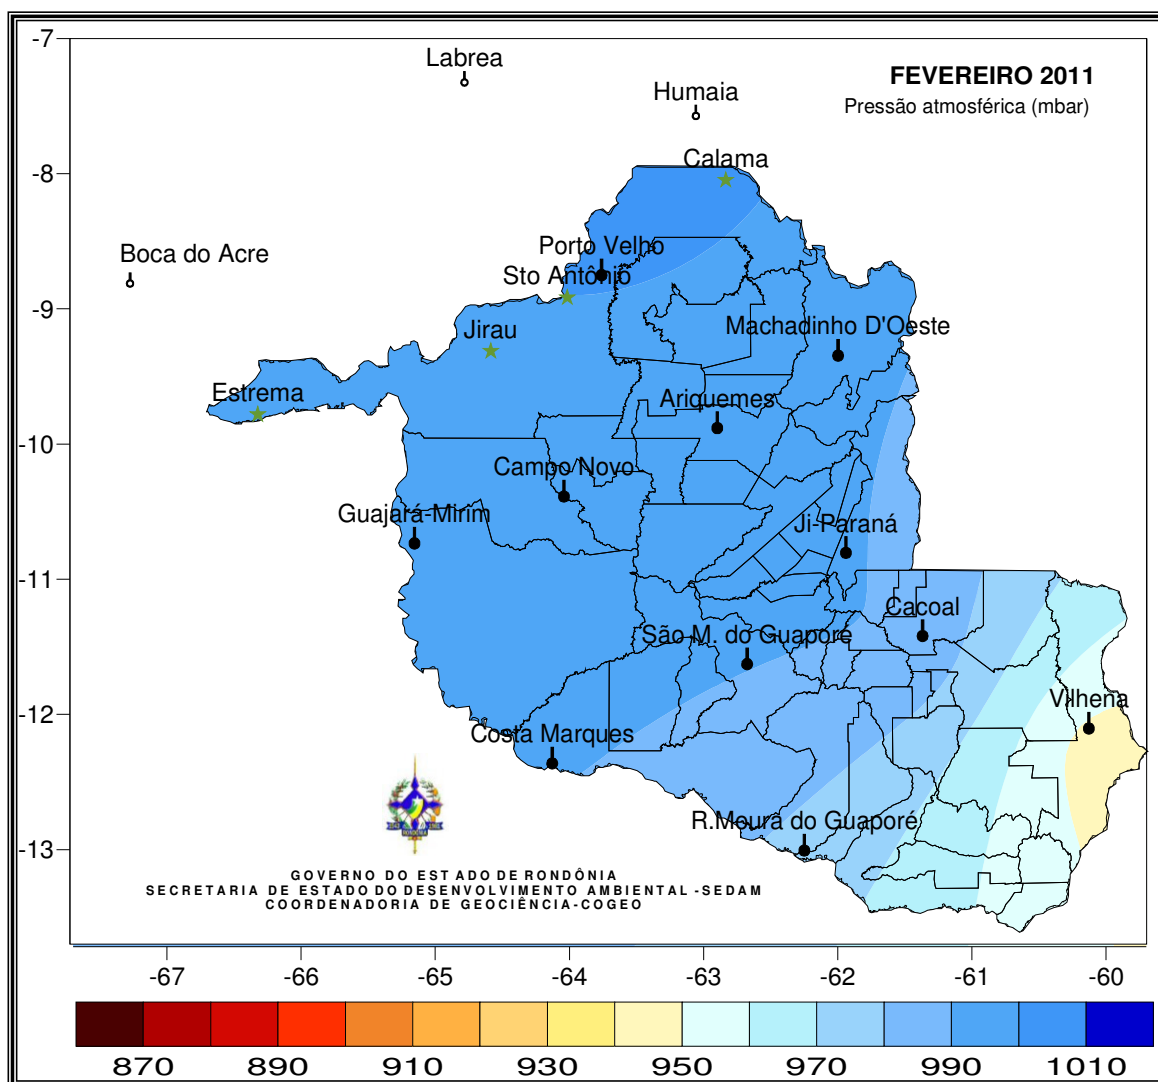 -7
Labrea
FEVEREIRO 2011
Humaia
Pressão atmosférica (mbar)
Calama
-8
Porto Velho
Boca do Acre
Sto Antônio
-9
Jirau
Machadinho D'Oeste
Estrema
Ariquemes
-10
Campo Novo
Guajará-Mirim
Ji-Paraná
-11
Cacoal
São M. do Guaporé
Vilhena
-12
Costa Marques
R.Moura do Guaporé
-13
GOVERNO DO ESTADO DE RONDÔNIA
SECRETARIA DE ESTADO DO DESENVOLVIMENTO AMBIENTAL -SEDAM
COORDENADORIA DE GEOCIÊNCIA-COGEO
-67 -66 -65 -64 -63 -62 -61 -60
870 890 910 930 950 970 990 1010